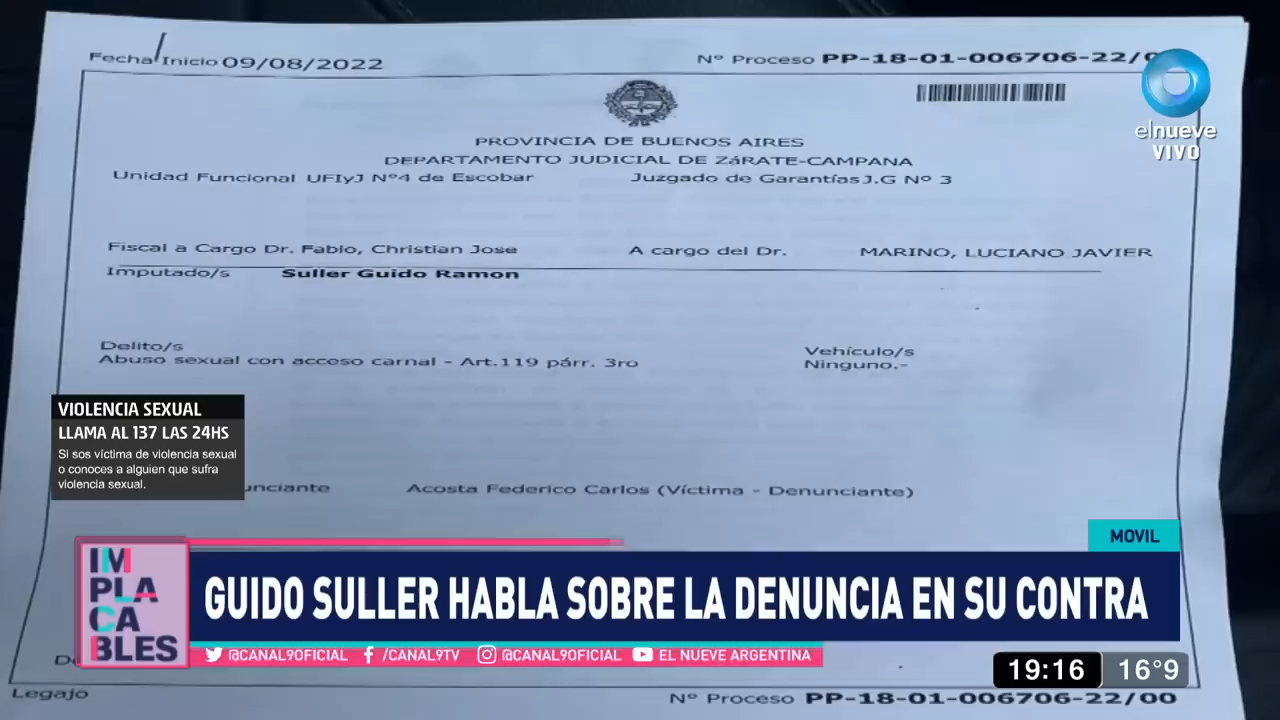 Fecha Inicio 09/08/2022
Nº Proceso PP-18-01-006706-22/0
elnueve
VIVO
PROVINCIA DE BUENOS AIRES
DEPARTAMENTO JUDICIAL DE ZáRATE-CAMPANA
Unidad Funcional UFIyJ Nº4 de Escobar
Juzgado de Garantías J.G Nº 3
Fiscal a Cargo Dr. Fabio, Christian Jose
A cargo del Dr. MARINO, LUCIANO JAVIER
Imputado/s Suller Guido Ramon
Delito/s
Abuso sexual con acceso carnal - Art.119 párr. 3ro
Vehículo/s
Ninguno.-
VIOLENCIA SEXUAL
LLAMA AL 137 LAS 24HS
Si sos víctima de violencia sexual
o conoces a alguien que sufra
violencia sexual.
Acosta Federico Carlos (Víctima - Denunciante)
MOVIL
IM
PLA
CA
BLES
GUIDO SULLER HABLA SOBRE LA DENUNCIA EN SU CONTRA
@CANAL9OFICIAL /CANAL9TV @CANAL9OFICIAL EL NUEVE ARGENTINA
19:16 16°9
Legajo
Nº Proceso PP-18-01-006706-22/00